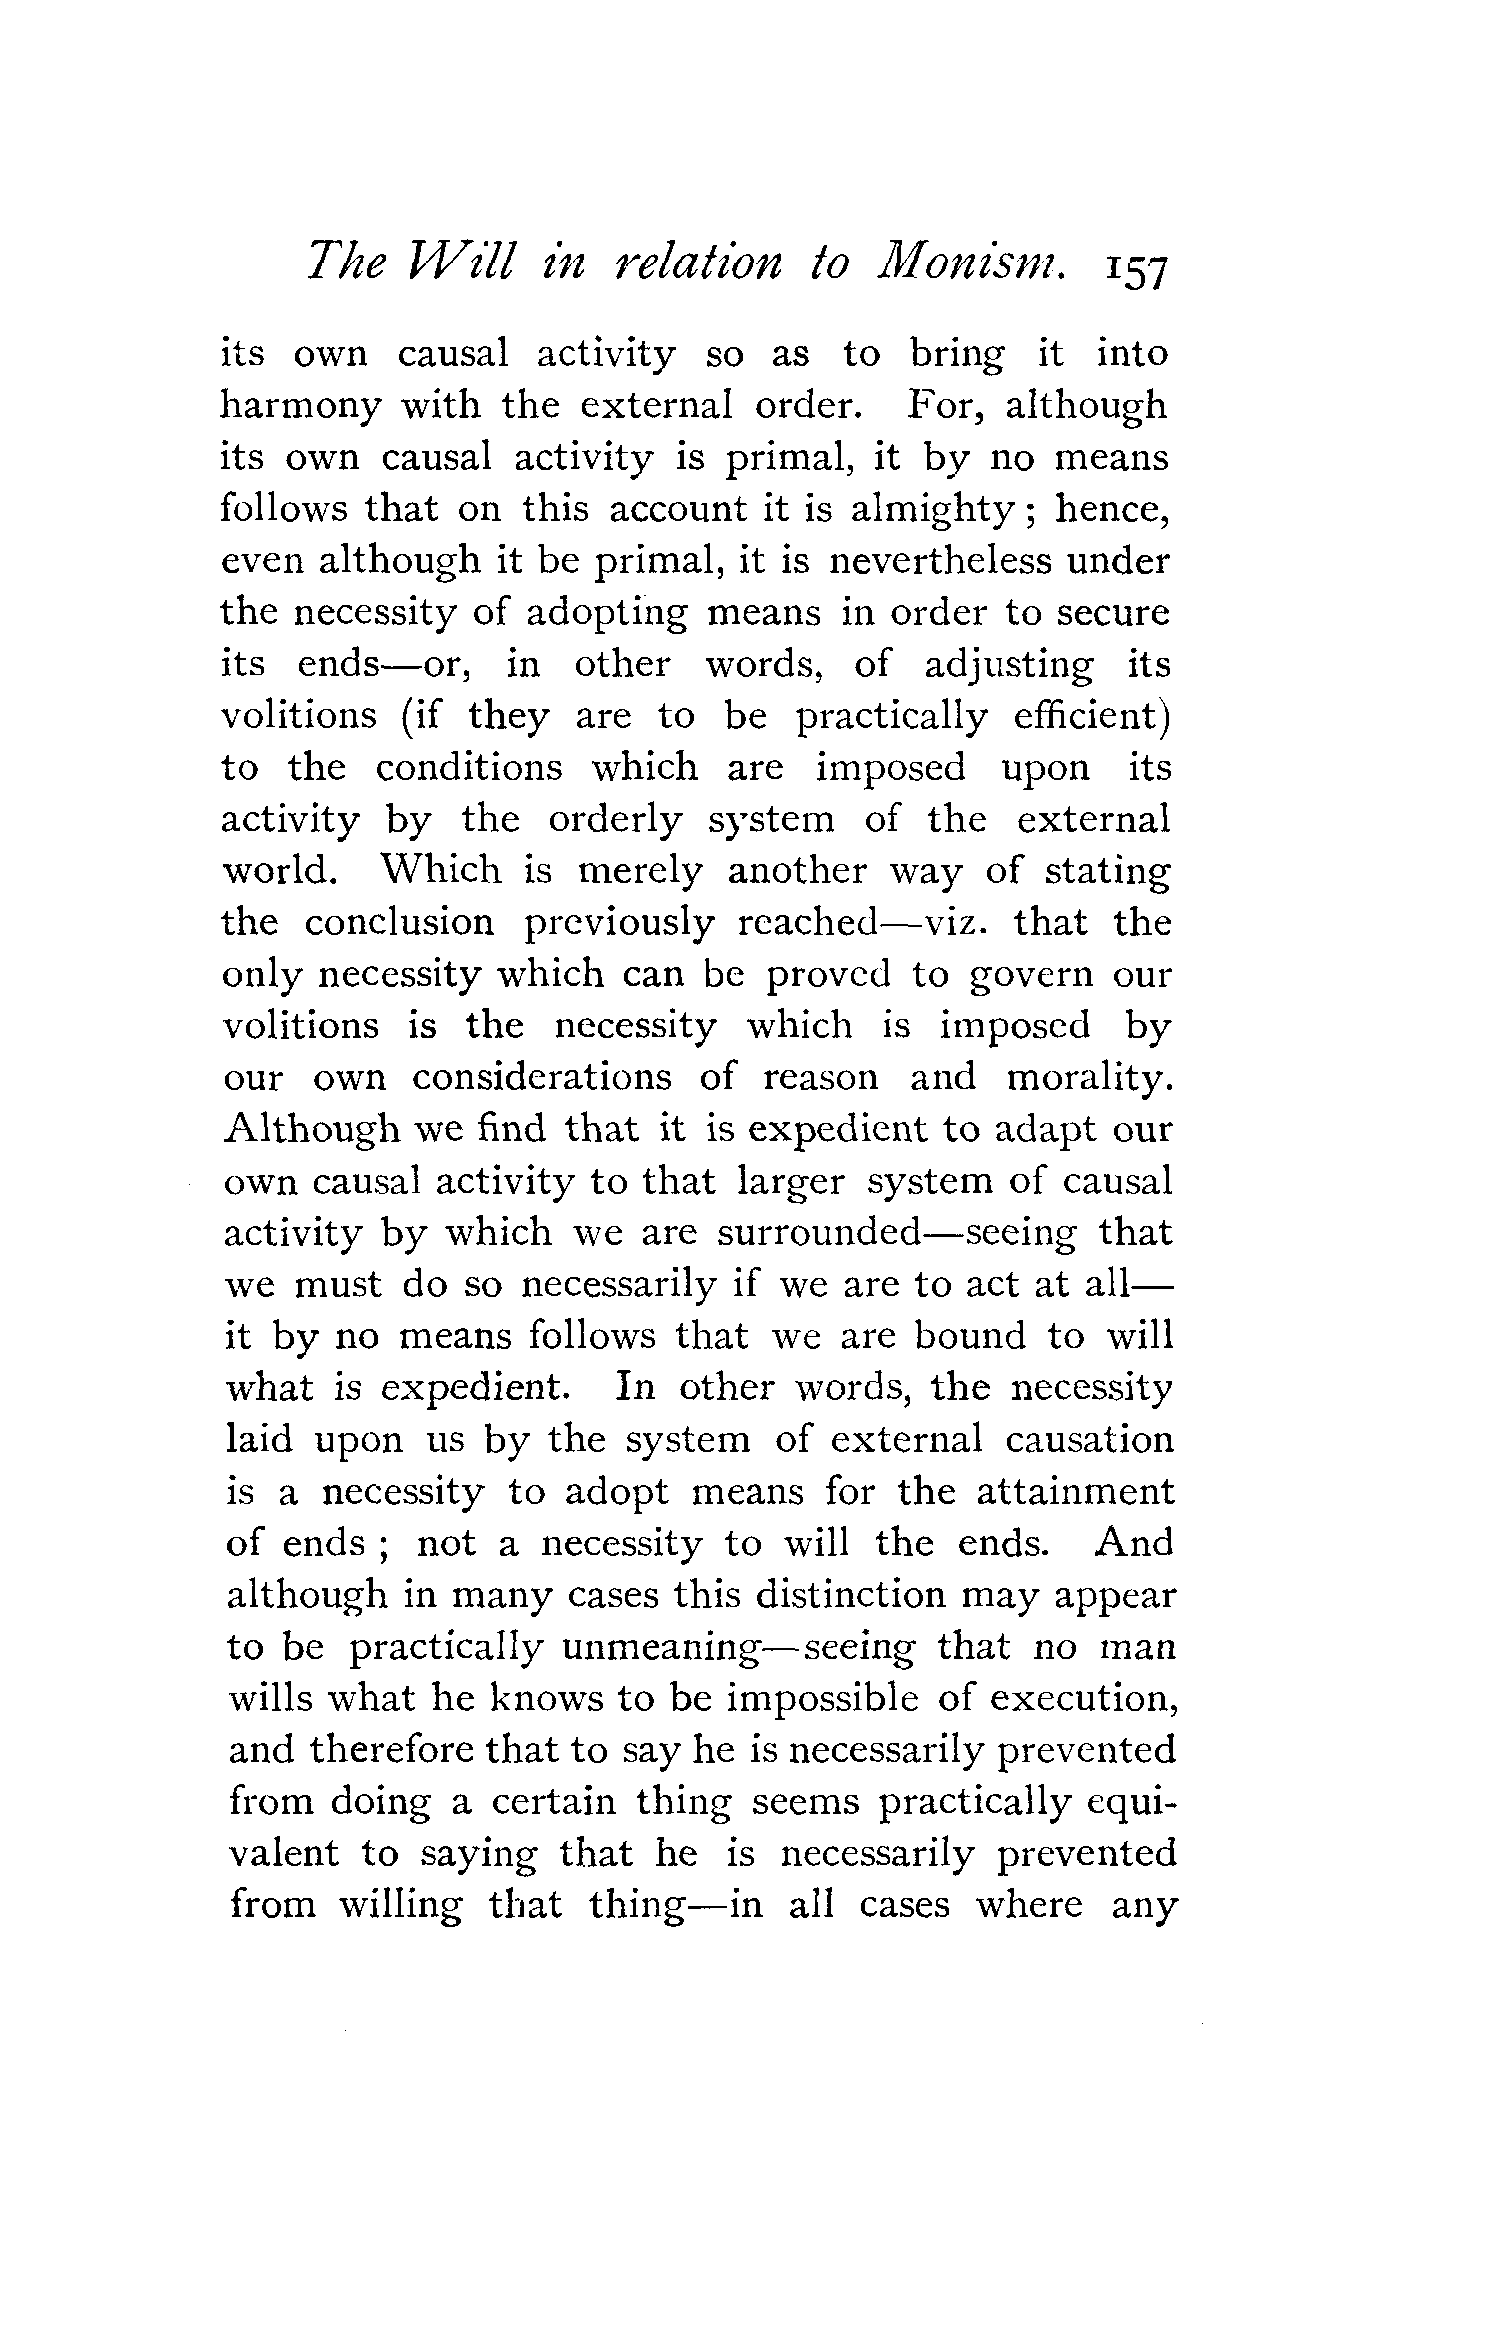 The Will in relation to Monism. 157
its own causal activity so as to bring it into
harmony with the external order. For, although
its own causal activity is primal, it by no means
follows that on this account it is almighty ; hence,
even although it be primal, it is nevertheless under
the necessity of adopting means in order to secure
its ends—or, in other words, of adjusting its
volitions (if they are to be practically efficient)
to the conditions which are imposed upon its
activity by the orderly system of the external
world. Which is merely another way of stating
the conclusion previously reached—viz. that the
only necessity which can be proved to govern our
volitions is the necessity which is imposed by
our own considerations of reason and morality.
Although we find that it is expedient to adapt our
own causal activity to that larger system of causal
activity by which we are surrounded—seeing that
we must do so necessarily if we are to act at all—
it by no means follows that we are bound to will
what is expedient. In other words, the necessity
laid upon us by the system of external causation
is a necessity to adopt means for the attainment
of ends ; not a necessity to will the ends. And
although in many cases this distinction may appear
to be practically unmeaning—seeing that no man
wills what he knows to be impossible of execution,
and therefore that to say he is necessarily prevented
from doing a certain thing seems practically equi-
valent to saying that he is necessarily prevented
from willing that thing—in all cases where any